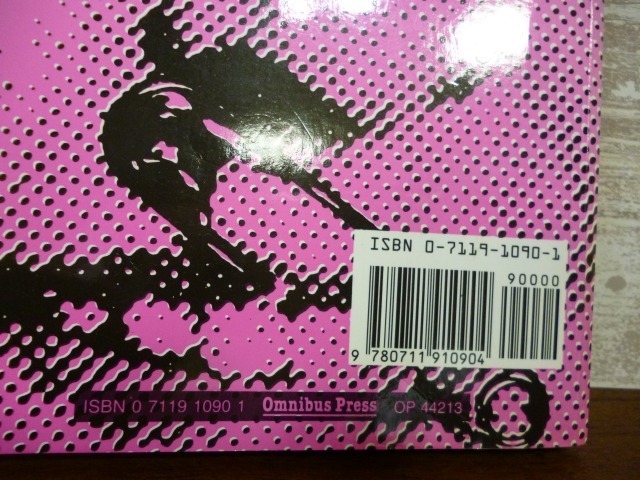 ISBN 0-7119-1090-1
90000
9 780711 910904
ISBN 0 7119 1090 1 Omnibus Press OP 44213